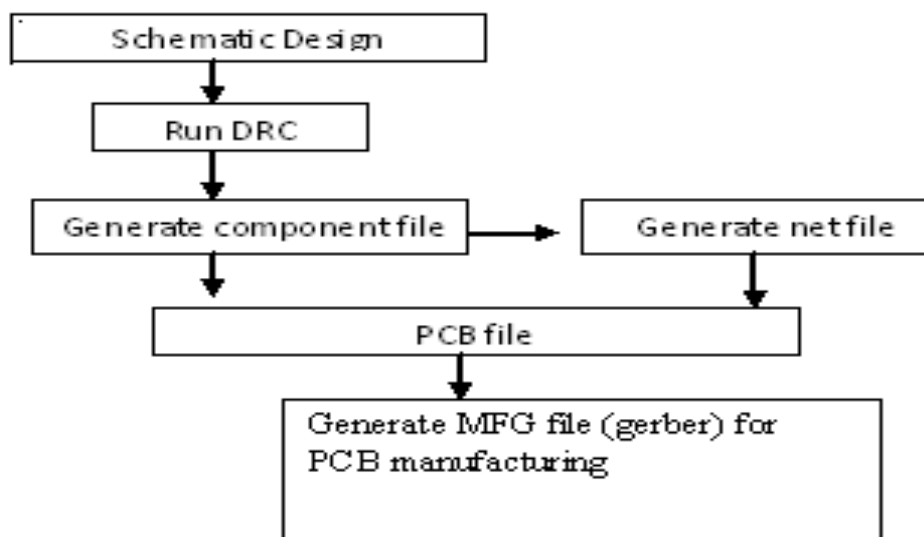 Schematic Design
Run DRC
Generate component file
Generate net file
PCB file
Generate MFG file (gerber) for
PCB manufacturing